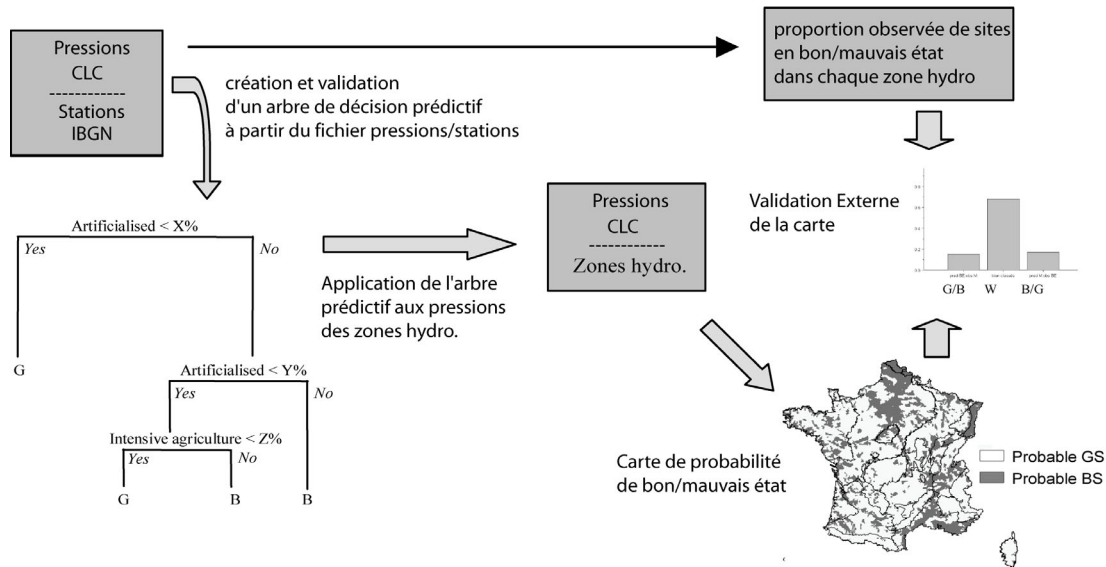 Pressions
CLC
------------
Stations
IBGN
création et validation
d'un arbre de décision prédictif
à partir du fichier pressions/stations
proportion observée de sites
en bon/mauvais état
dans chaque zone hydro
Artificialised < X%
Yes
No
G
Artificialised < Y%
Yes
No
Intensive agriculture < Z%
Yes
No
G
B
B
Application de l'arbre
prédictif aux pressions
des zones hydro.
Pressions
CLC
------------
Zones hydro.
Validation Externe
de la carte
G/B
W
B/G
Carte de probabilité
de bon/mauvais état
Probable GS
Probable BS